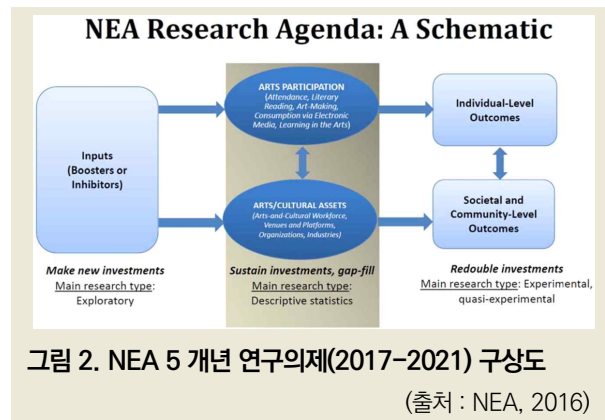 NEA Research Agenda: A Schematic
Inputs
(Boosters or
Inhibitors)
ARTS PARTICIPATION
(Attendance, Literary
Reading, Art-Making,
Consumption via Electronic
Media, Learning in the Arts)
Individual-Level
Outcomes
ARTS/CULTURAL ASSETS
(Arts-and-Cultural Workforce,
Venues and Platforms,
Organizations, Industries)
Societal and
Community-Level
Outcomes
Make new investments
Main research type:
Exploratory
Sustain investments, gap-fill
Main research type:
Descriptive statistics
Redouble investments
Main research type: Experimental,
quasi-experimental
그림 2. NEA 5 개년 연구의제(2017-2021) 구상도
(출처 : NEA, 2016)